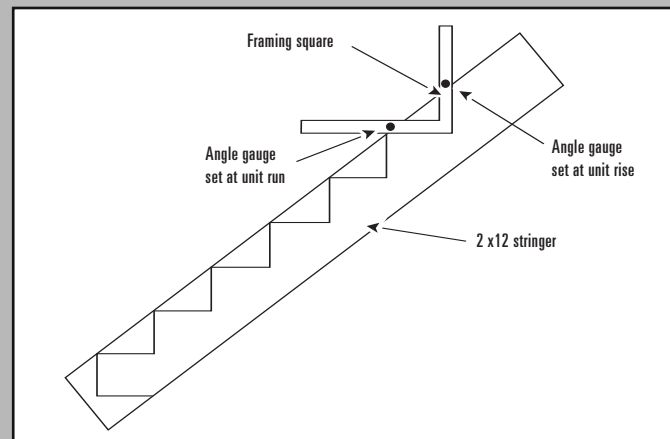 Framing square
Angle gauge
set at unit run
Angle gauge
set at unit rise
2 x12 stringer